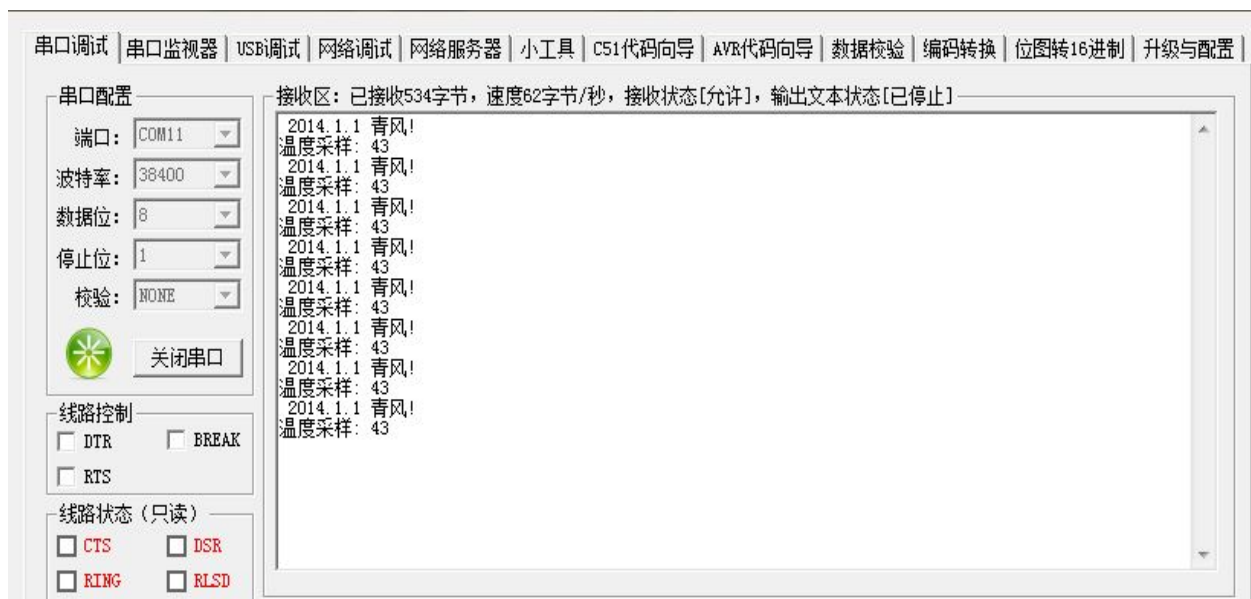 串口调试 串口监视器 USB调试 网络调试 网络服务器 小工具 C51代码向导 AVR代码向导 数据校验 编码转换 位图转16进制 升级与配置
串口配置
端口: COM11
波特率: 38400
数据位: 8
停止位: 1
校验: NONE
关闭串口
线路控制
DTR BREAK
RTS
线路状态（只读）
CTS DSR
RING RLSD
接收区: 已接收534字节, 速度62字节/秒, 接收状态[允许], 输出文本状态[已停止]
2014.1.1 青风!
温度采样: 43
2014.1.1 青风!
温度采样: 43
2014.1.1 青风!
温度采样: 43
2014.1.1 青风!
温度采样: 43
2014.1.1 青风!
温度采样: 43
2014.1.1 青风!
温度采样: 43
2014.1.1 青风!
温度采样: 43
2014.1.1 青风!
温度采样: 43